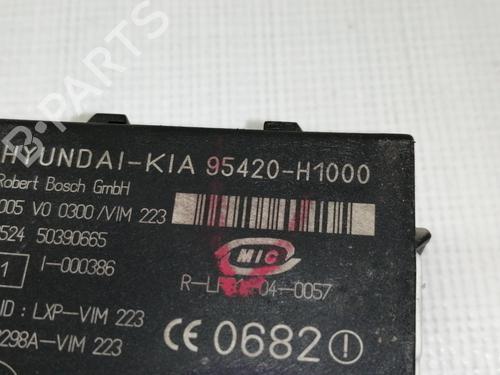 HYUNDAI-KIA 95420-H1000
Robert Bosch GmbH
005 V0 0300/VIM 223
524 50390665
MIC
1 I-000386
04-0057
ID : LXP-VIM 223
CE 0682
298A-VIM 223
B-PARTS